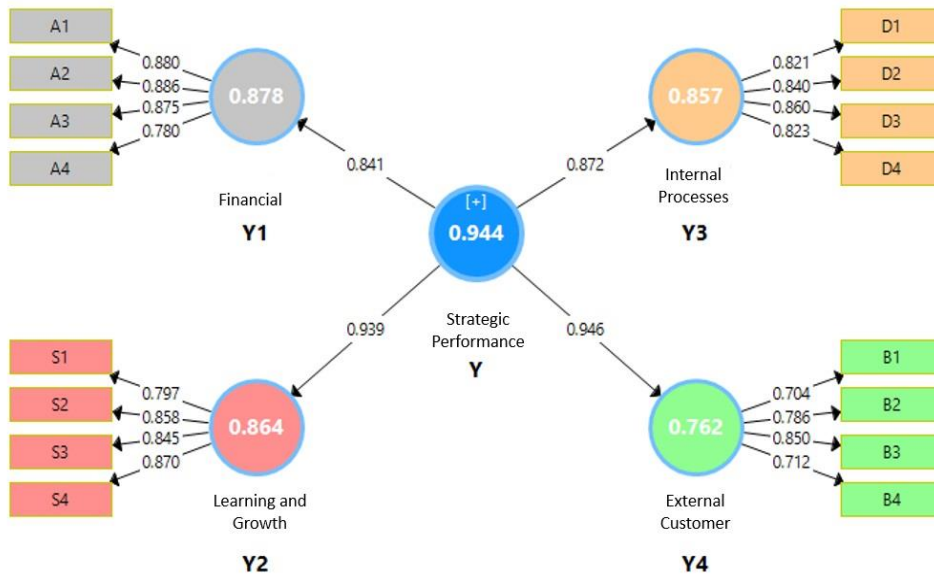 A1
A2
A3
A4
0.880
0.886
0.875
0.780
0.878
Financial
Y1
0.841
D1
D2
D3
D4
0.821
0.840
0.860
0.823
0.857
Internal
Processes
Y3
0.872
[+]
0.944
Strategic
Performance
Y
0.939
0.946
S1
S2
S3
S4
0.797
0.858
0.845
0.870
0.864
Learning and
Growth
Y2
B1
B2
B3
B4
0.704
0.786
0.850
0.712
0.762
External
Customer
Y4